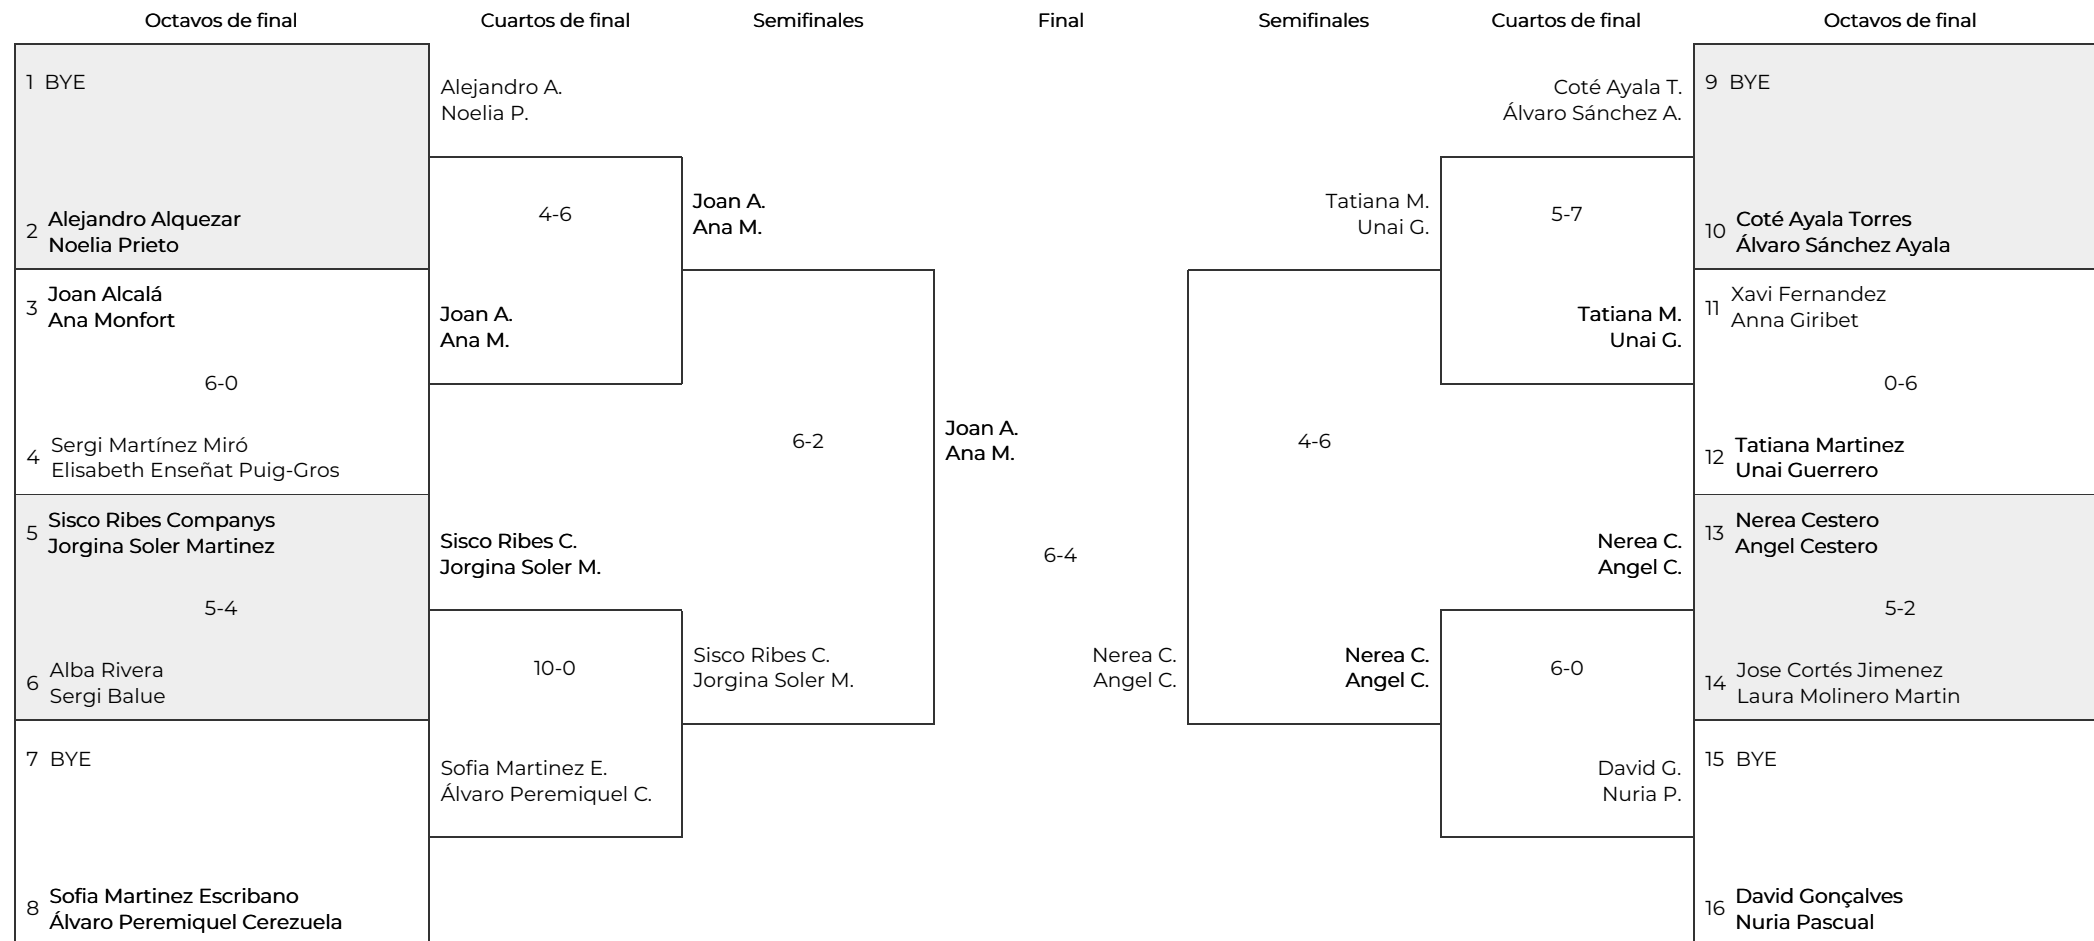 Octavos de final
Cuartos de final
Semifinales
Final
Semifinales
Cuartos de final
Octavos de final
1 BYE
2 Alejandro Alquezar
Noelia Prieto
3 Joan Alcalá
Ana Monfort
6-0
4 Sergi Martínez Miró
Elisabeth Enseñat Puig-Gros
5 Sisco Ribes Companys
Jorgina Soler Martinez
5-4
6 Alba Rivera
Sergi Balue
7 BYE
8 Sofia Martinez Escribano
Álvaro Peremiquel Cerezuela
Alejandro A.
Noelia P.
4-6
Joan A.
Ana M.
Sisco Ribes C.
Jorgina Soler M.
10-0
Sofia Martinez E.
Álvaro Peremiquel C.
Joan A.
Ana M.
6-2
Sisco Ribes C.
Jorgina Soler M.
Joan A.
Ana M.
6-4
Nerea C.
Angel C.
Tatiana M.
Unai G.
4-6
Nerea C.
Angel C.
Coté Ayala T.
Álvaro Sánchez A.
5-7
Tatiana M.
Unai G.
Nerea C.
Angel C.
6-0
David G.
Nuria P.
9 BYE
10 Coté Ayala Torres
Álvaro Sánchez Ayala
11 Xavi Fernandez
Anna Giribet
0-6
12 Tatiana Martinez
Unai Guerrero
13 Nerea Cestero
Angel Cestero
5-2
14 Jose Cortés Jimenez
Laura Molinero Martin
15 BYE
16 David Gonçalves
Nuria Pascual